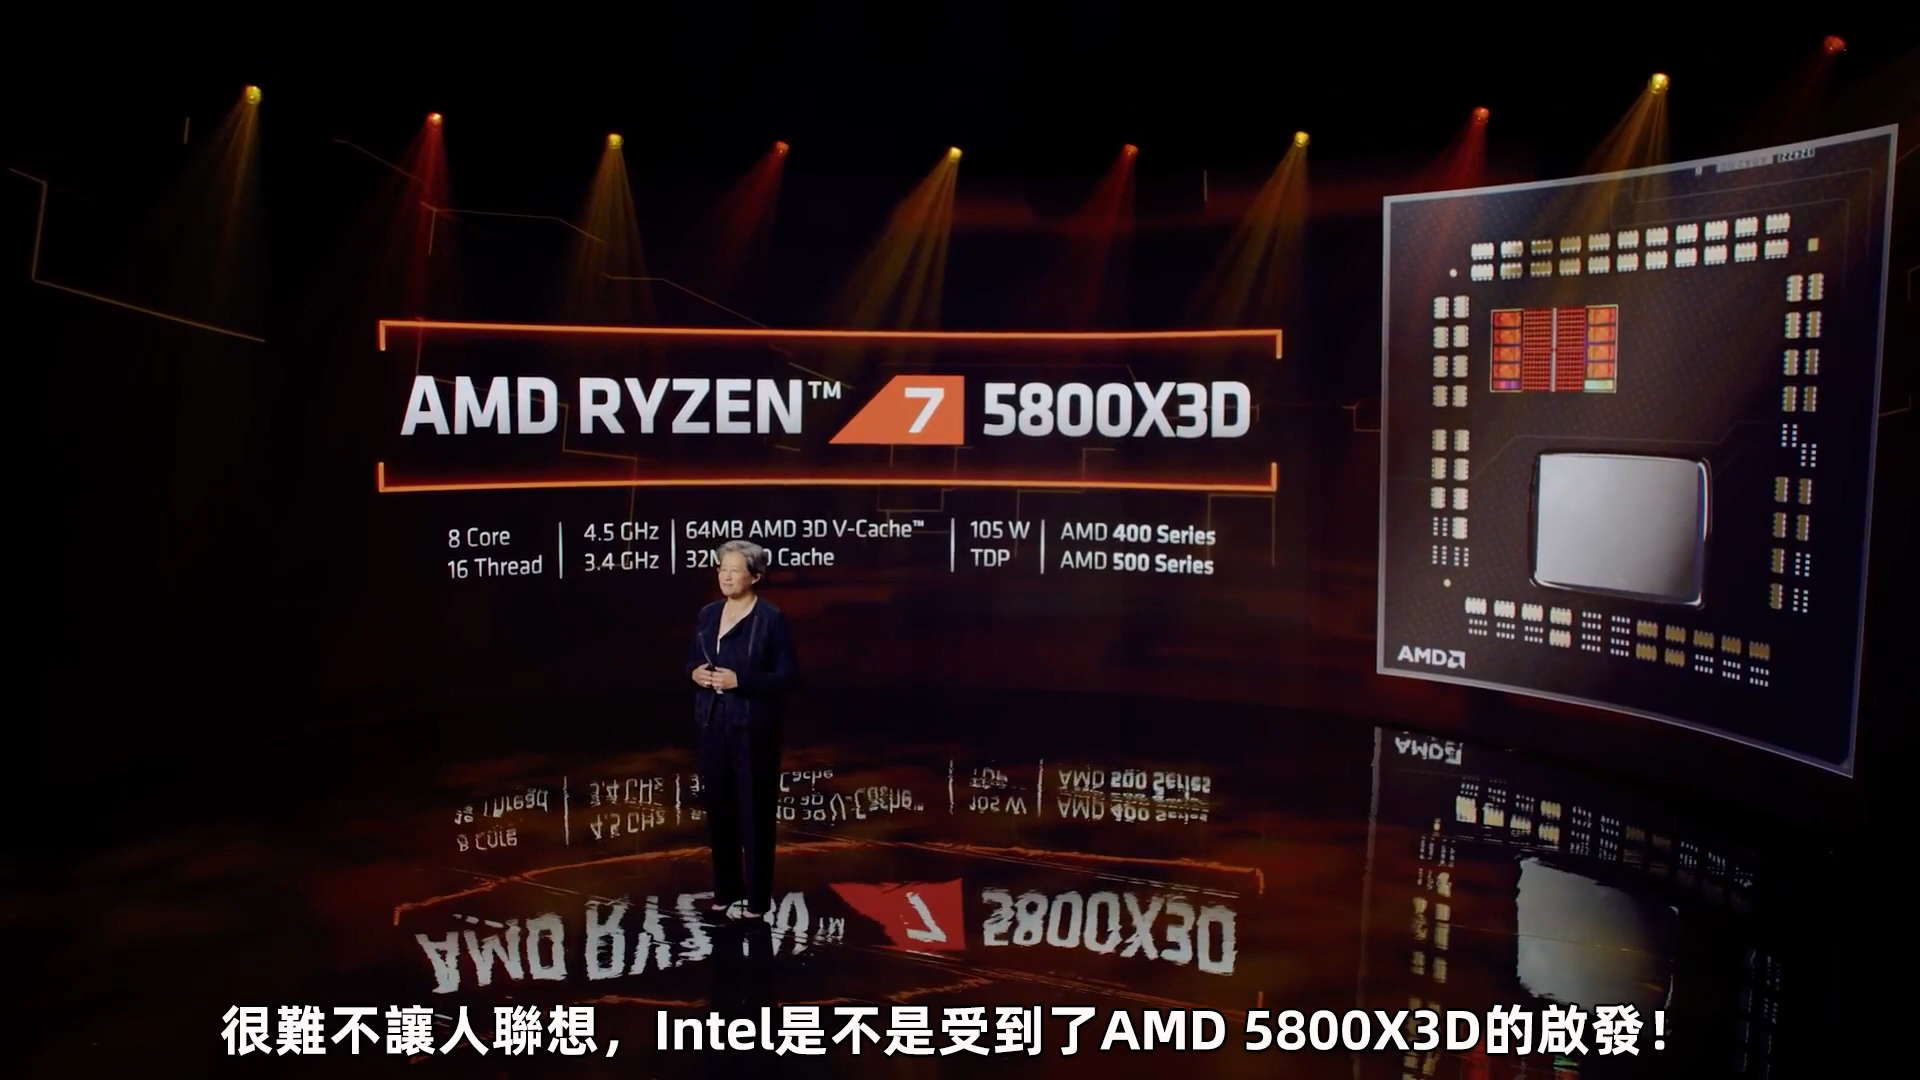 AMD RYZEN™ 7 5800X3D
8 Core
16 Thread
4.5 GHz
3.4 GHz
64MB AMD 3D V-Cache™
Cache
105 W
TDP
AMD 400 Series
AMD 500 Series
AMD
很難不讓人聯想，Intel是不是受到了AMD 5800X3D的啟發！